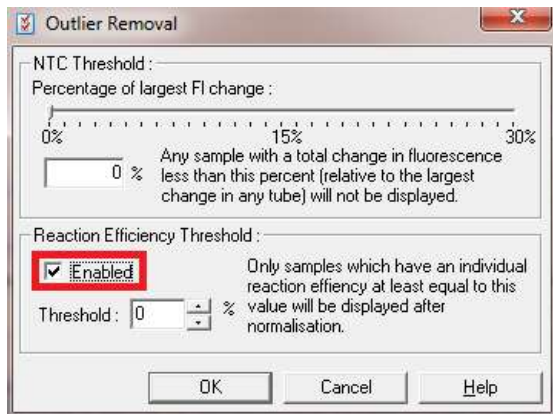 Outlier Removal
NTC Threshold :
Percentage of largest Fl change :
0% 15% 30%
0 %
Any sample with a total change in fluorescence
less than this percent (relative to the largest
change in any tube) will not be displayed.
Reaction Efficiency Threshold :
Enabled
Threshold : 0 %
Only samples which have an individual
reaction effiency at least equal to this
value will be displayed after
normalisation.
OK Cancel Help